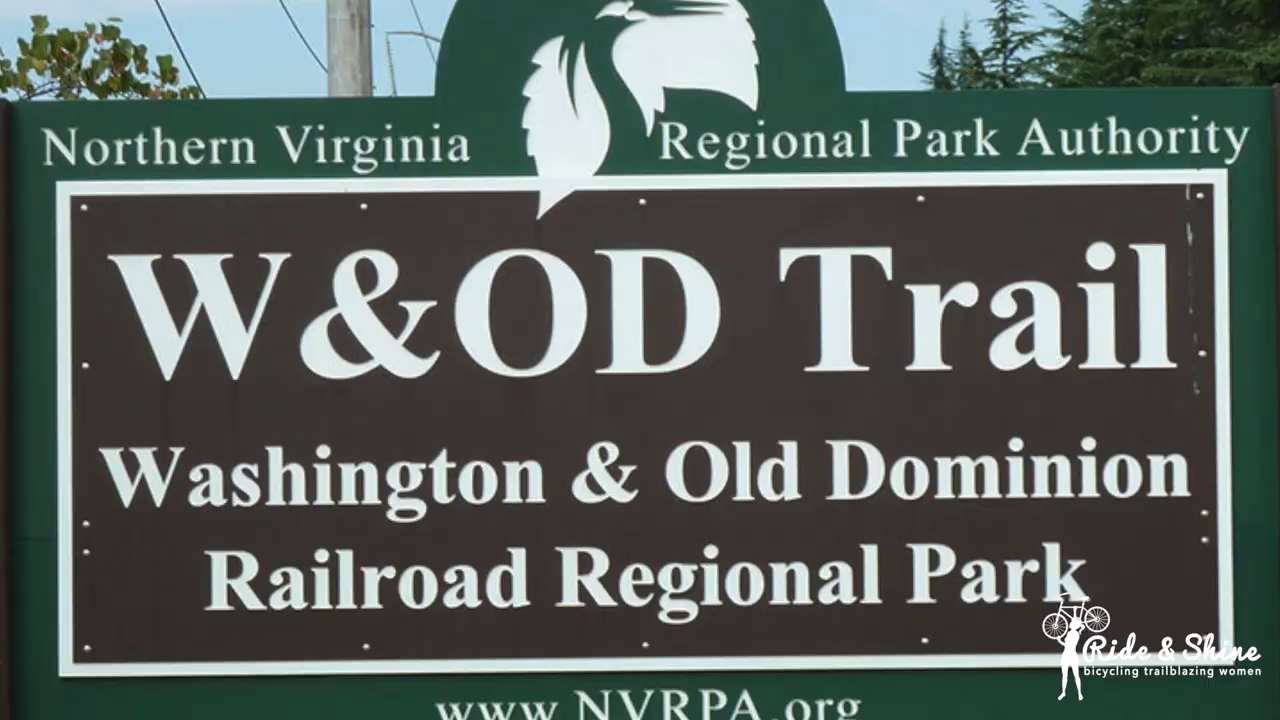 Northern Virginia Regional Park Authority
W&OD Trail
Washington & Old Dominion
Railroad Regional Park
www.NVRPA.org
Ride & Shine
bicycling trailblazing women